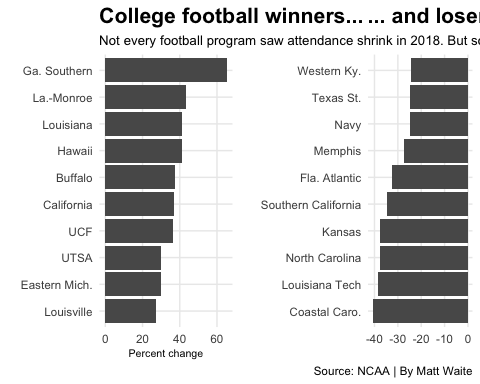 College football winners... ... and lose
Not every football program saw attendance shrink in 2018. But
Ga. Southern
La.-Monroe
Louisiana
Hawaii
Buffalo
California
UCF
UTSA
Eastern Mich.
Louisville
0 20 40 60
Percent change
Western Ky.
Texas St.
Navy
Memphis
Fla. Atlantic
Southern California
Kansas
North Carolina
Louisiana Tech
Coastal Caro.
-40 -30 -20 -10 0
Source: NCAA | By Matt Waite